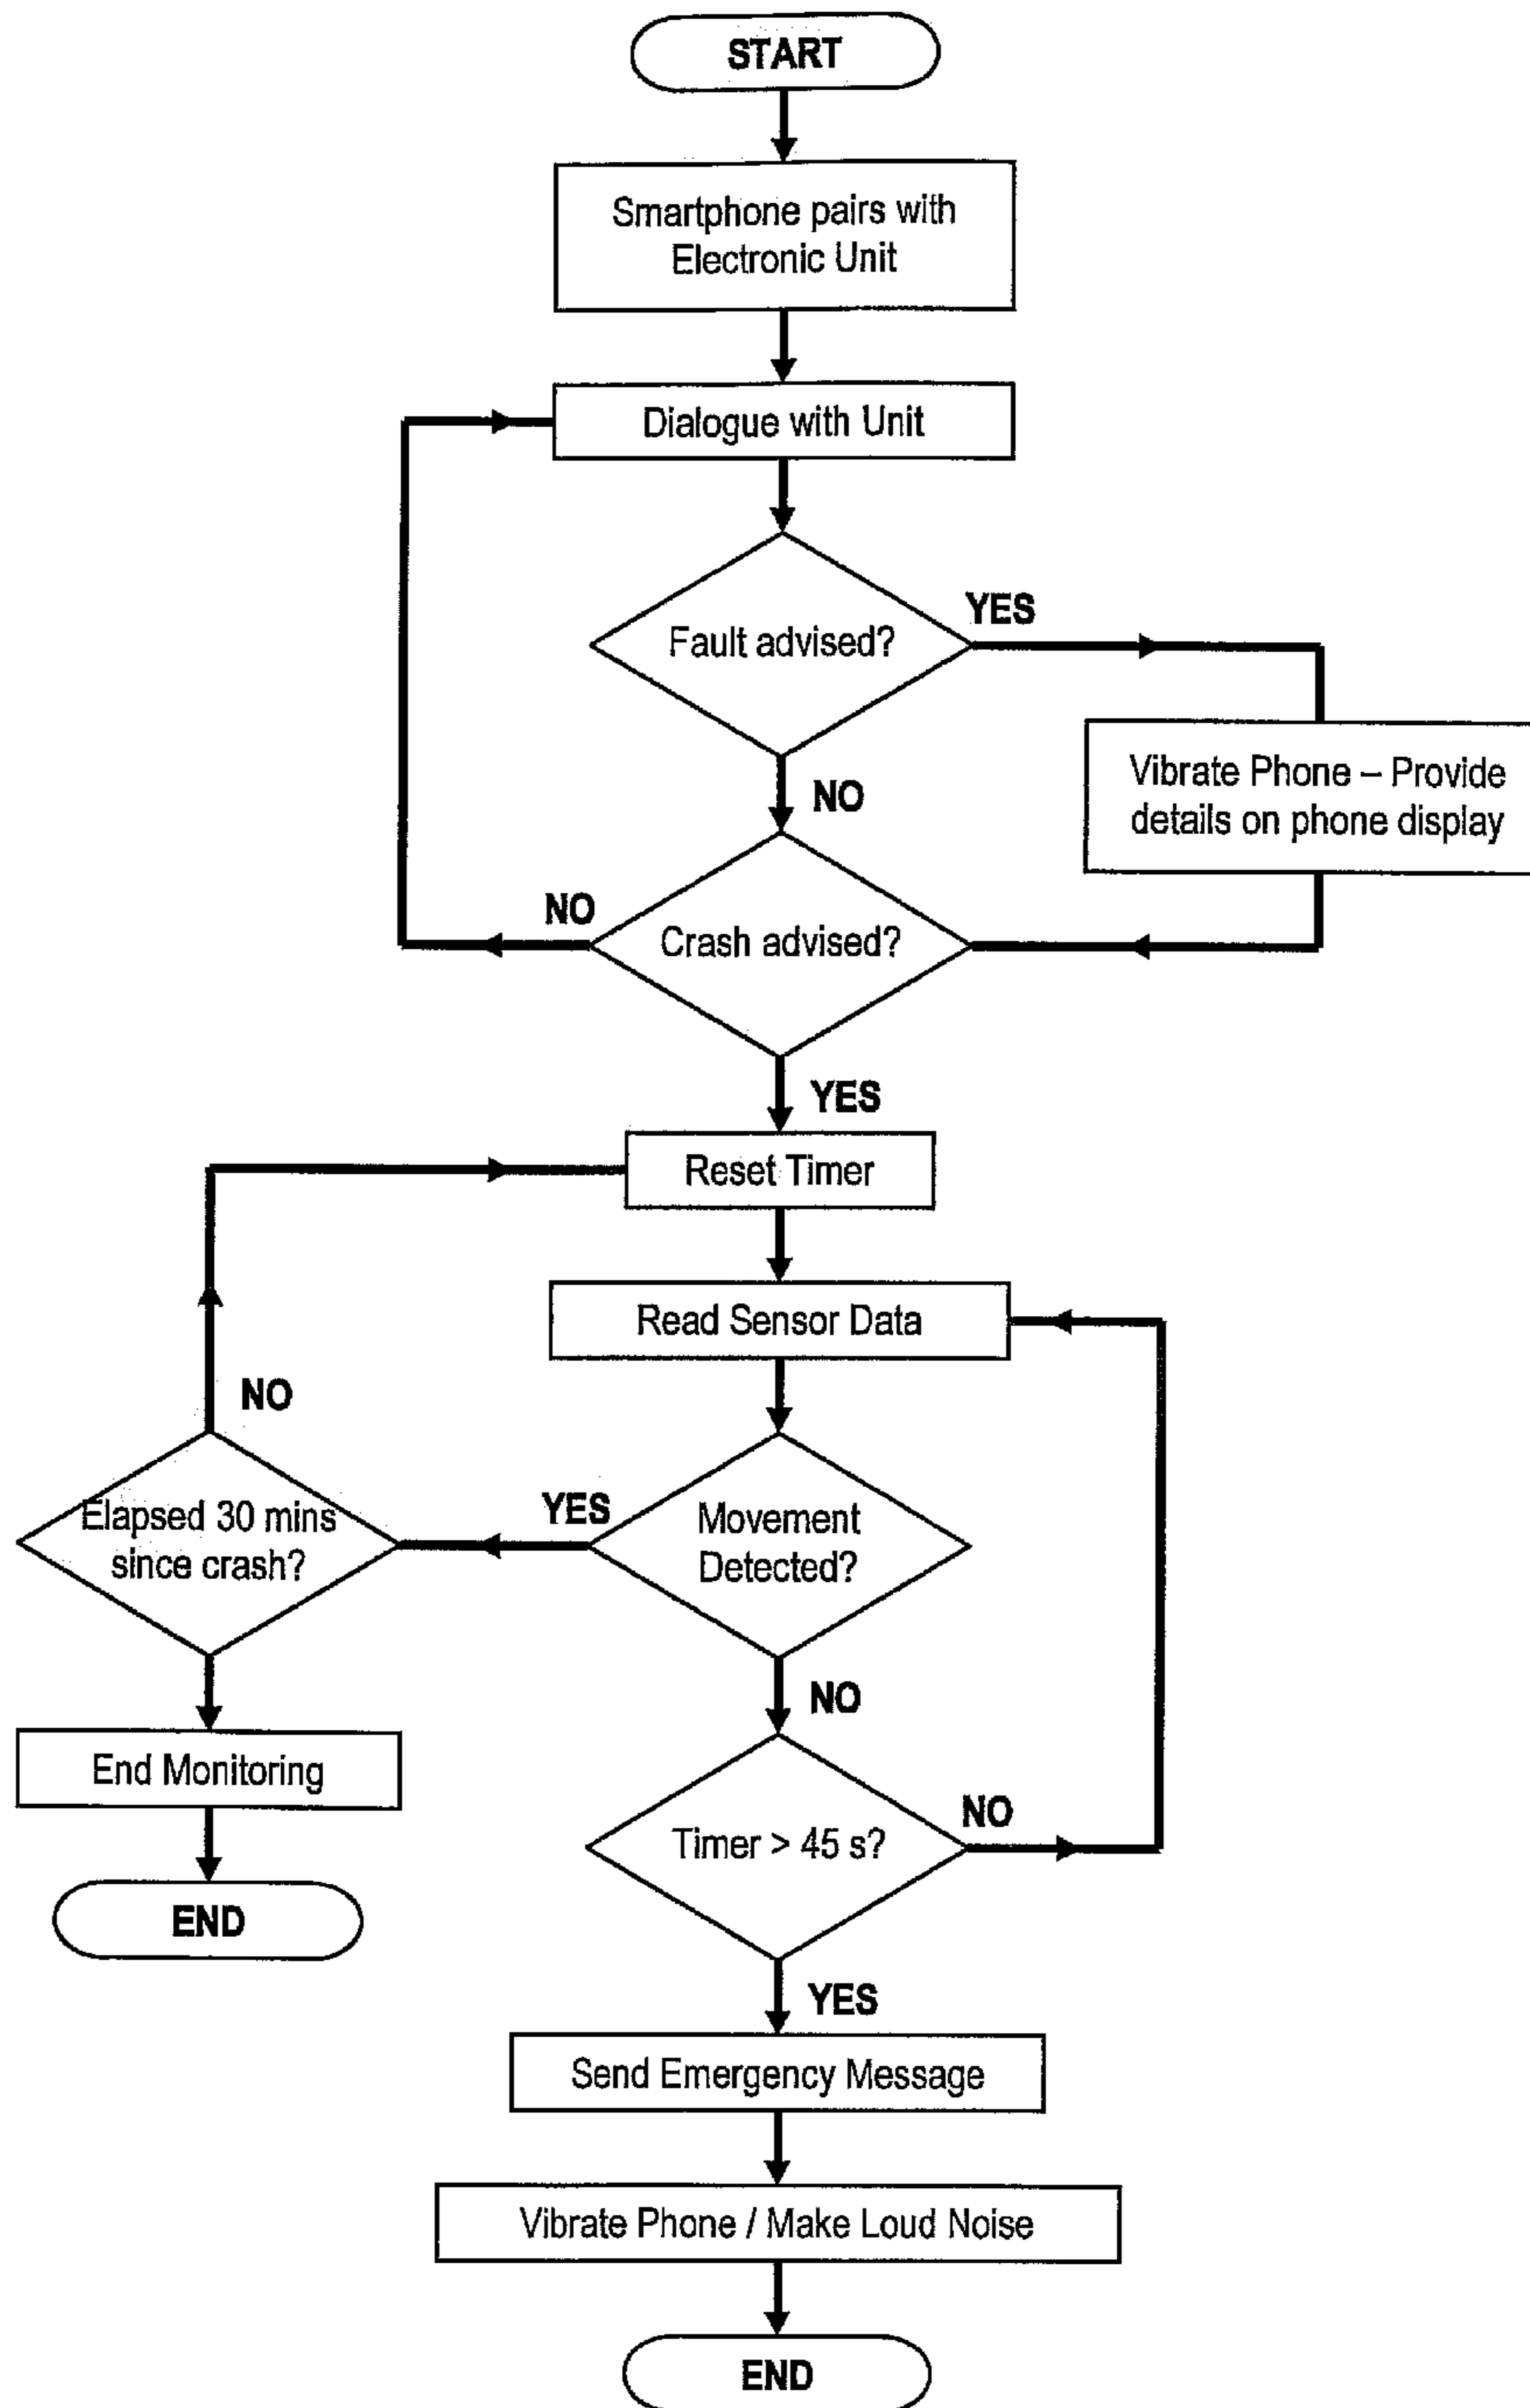 START
Smartphone pairs with
Electronic Unit
Dialogue with Unit
Fault advised?
YES
Vibrate Phone – Provide
details on phone display
NO
Crash advised?
NO
YES
Reset Timer
Read Sensor Data
NO
Movement
Detected?
YES
Elapsed 30 mins
since crash?
NO
End Monitoring
END
Timer > 45 s?
NO
YES
Send Emergency Message
Vibrate Phone / Make Loud Noise
END